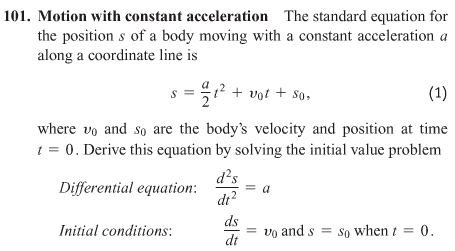 101. Motion with constant acceleration The standard equation for
the position s of a body moving with a constant acceleration a
along a coordinate line is
s = a/2 t² + v₀t + s₀, (1)
where v₀ and s₀ are the body's velocity and position at time
t = 0. Derive this equation by solving the initial value problem
Differential equation: d²s/dt² = a
Initial conditions: ds/dt = v₀ and s = s₀ when t = 0.